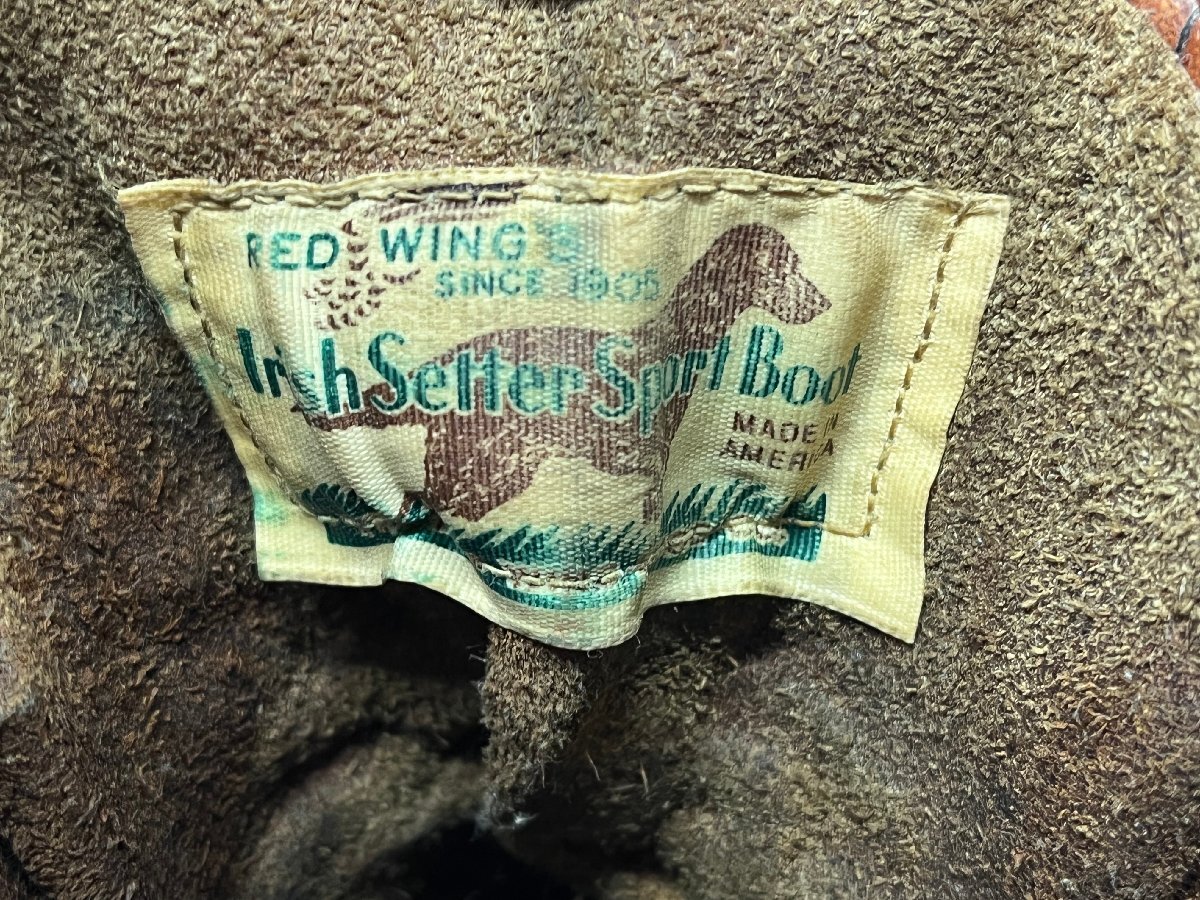 RED WING
SINCE 1905
Irish Setter Sport Boot
MADE IN
AMERICA